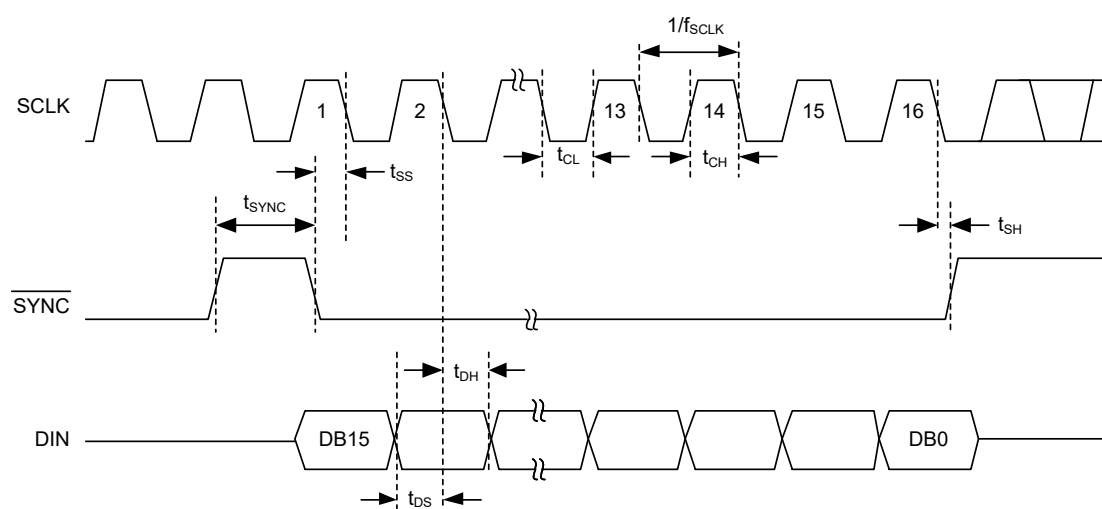 1/fSCLK
SCLK 1 2 13 14 15 16
tSS tCL tCH
tSYNC tSH
SYNC
tDH
DIN DB15 DB0
tDS